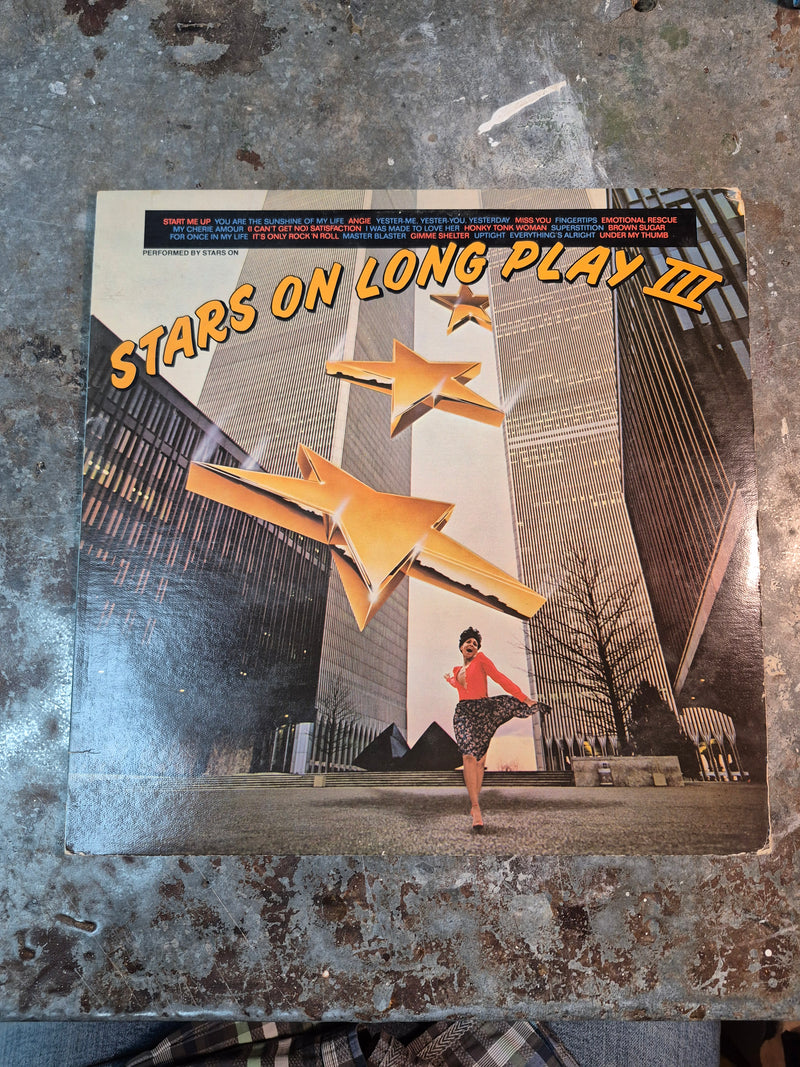 START ME UP YOU ARE THE SUNSHINE OF MY LIFE ANGIE YESTER-ME, YESTER-YOU, YESTERDAY MISS YOU FINGERTIPS EMOTIONAL RESCUE
MY CHERIE AMOUR (I CAN'T GET NO) SATISFACTION I WAS MADE TO LOVE HER HONKY TONK WOMAN SUPERSTITION BROWN SUGAR
FOR ONCE IN MY LIFE IT'S ONLY ROCK 'N ROLL MASTER BLASTER GIMME SHELTER UPTIGHT EVERYTHING'S ALRIGHT UNDER MY THUMB
PERFORMED BY STARS ON
STARS ON LONG PLAY III